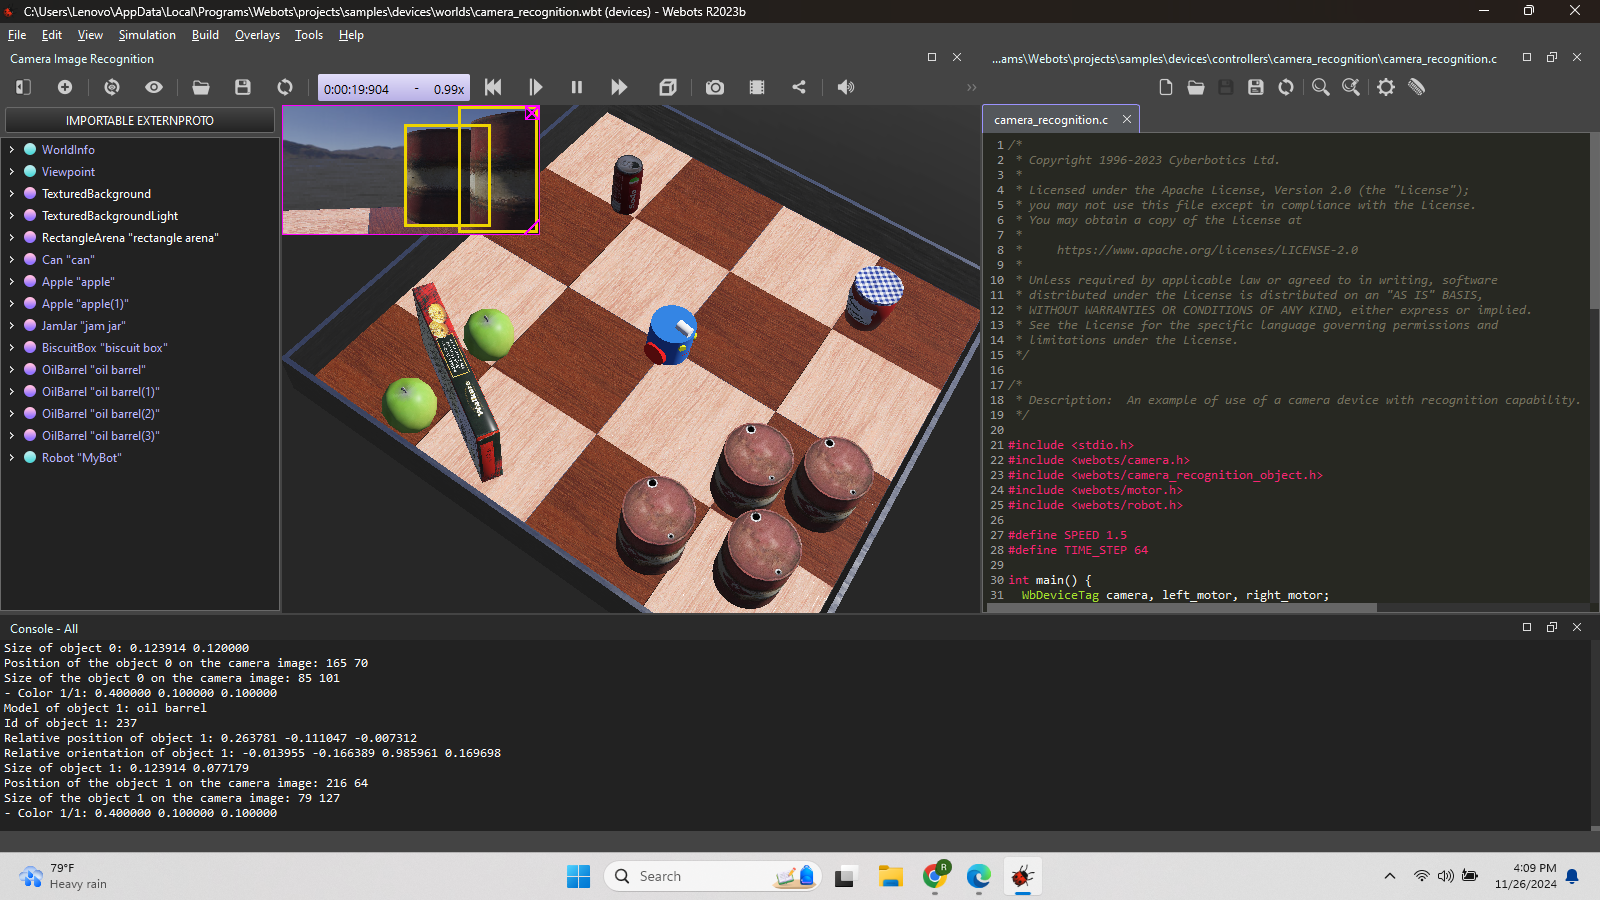 C:\Users\Lenovo\AppData\Local\Programs\Webots\projects\samples\devices\worlds\camera_recognition.wbt (devices) - Webots R2023b
File Edit View Simulation Build Overlays Tools Help
Camera Image Recognition
0:00:19:904 - 0.99x
IMPORTABLE EXTERNPROTO
WorldInfo
Viewpoint
TexturedBackground
TexturedBackgroundLight
RectangleArena "rectangle arena"
Can "can"
Apple "apple"
Apple "apple(1)"
JamJar "jam jar"
BiscuitBox "biscuit box"
OilBarrel "oil barrel"
OilBarrel "oil barrel(1)"
OilBarrel "oil barrel(2)"
OilBarrel "oil barrel(3)"
Robot "MyBot"
Walkers
...ams\Webots\projects\samples\devices\controllers\camera_recognition\camera_recognition.c
camera_recognition.c
1 /*
2 * Copyright 1996-2023 Cyberbotics Ltd.
3 *
4 * Licensed under the Apache License, Version 2.0 (the "License");
5 * you may not use this file except in compliance with the License.
6 * You may obtain a copy of the License at
7 *
8 * https://www.apache.org/licenses/LICENSE-2.0
9 *
10 * Unless required by applicable law or agreed to in writing, software
11 * distributed under the License is distributed on an "AS IS" BASIS,
12 * WITHOUT WARRANTIES OR CONDITIONS OF ANY KIND, either express or implied.
13 * See the License for the specific language governing permissions and
14 * limitations under the License.
15 */
16
17 /*
18 * Description: An example of use of a camera device with recognition capability.
19 */
20
21 #include <stdio.h>
22 #include <webots/camera.h>
23 #include <webots/camera_recognition_object.h>
24 #include <webots/motor.h>
25 #include <webots/robot.h>
26
27 #define SPEED 1.5
28 #define TIME_STEP 64
29
30 int main() {
31 WbDeviceTag camera, left_motor, right_motor;
Console - All
Size of object 0: 0.123914 0.120000
Position of the object 0 on the camera image: 165 70
Size of the object 0 on the camera image: 85 101
- Color 1/1: 0.400000 0.100000 0.100000
Model of object 1: oil barrel
Id of object 1: 237
Relative position of object 1: 0.263781 -0.111047 -0.007312
Relative orientation of object 1: -0.013955 -0.166389 0.985961 0.169698
Size of object 1: 0.123914 0.077179
Position of the object 1 on the camera image: 216 64
Size of the object 1 on the camera image: 79 127
- Color 1/1: 0.400000 0.100000 0.100000
79°F
Heavy rain
Search
R
4:09 PM
11/26/2024